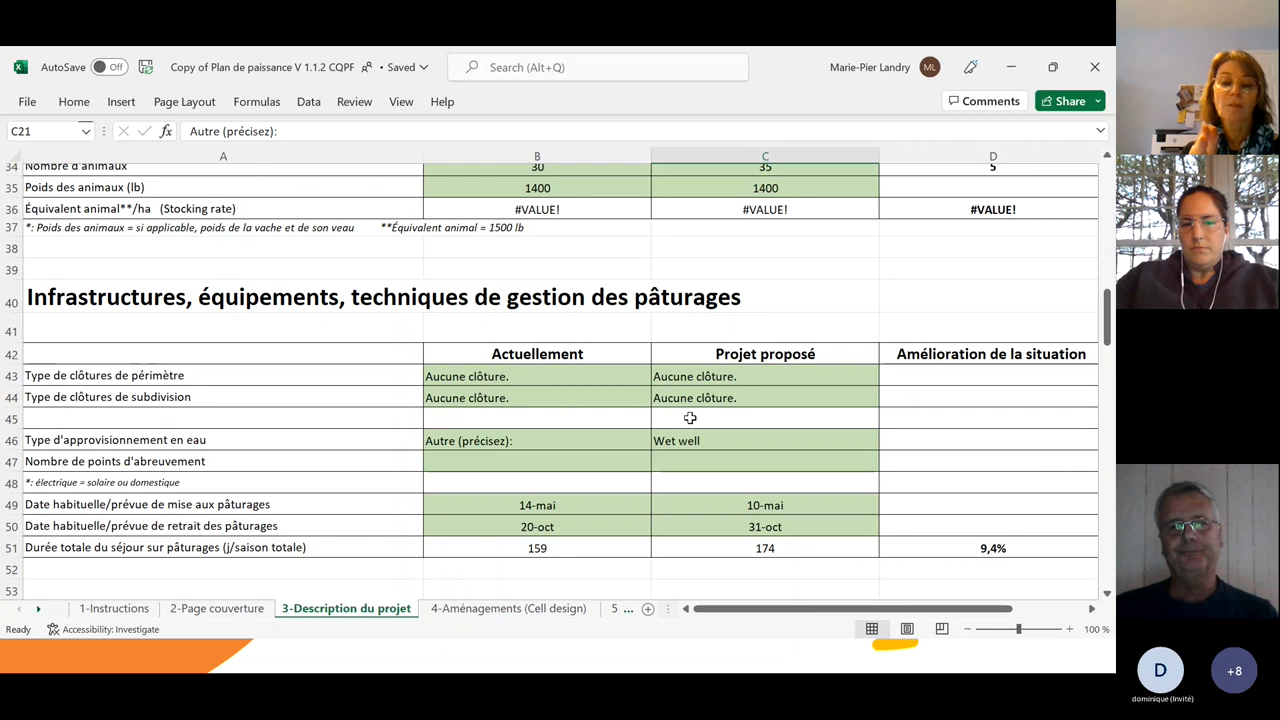 AutoSave Off Copy of Plan de paissance V 1.1.2 CQPF • Saved Search (Alt+Q) Marie-Pier Landry ML
File Home Insert Page Layout Formulas Data Review View Help Comments Share
C21 fx Autre (précisez):
A B C D
34 Nombre d'animaux 30 35 5
35 Poids des animaux (lb) 1400 1400
36 Équivalent animal**/ha (Stocking rate) #VALUE! #VALUE! #VALUE!
37 *: Poids des animaux = si applicable, poids de la vache et de son veau **Équivalent animal = 1500 lb
38
39
40 Infrastructures, équipements, techniques de gestion des pâturages
41
42 Actuellement Projet proposé Amélioration de la situation
43 Type de clôtures de périmètre Aucune clôture. Aucune clôture.
44 Type de clôtures de subdivision Aucune clôture. Aucune clôture.
45
46 Type d'approvisionnement en eau Autre (précisez): Wet well
47 Nombre de points d'abreuvement
48 *: électrique = solaire ou domestique
49 Date habituelle/prévue de mise aux pâturages 14-mai 10-mai
50 Date habituelle/prévue de retrait des pâturages 20-oct 31-oct
51 Durée totale du séjour sur pâturages (j/saison totale) 159 174 9,4%
52
53
1-Instructions 2-Page couverture 3-Description du projet 4-Aménagements (Cell design) 5 ...
Ready Accessibility: Investigate 100 %
D +8
dominique (Invité)